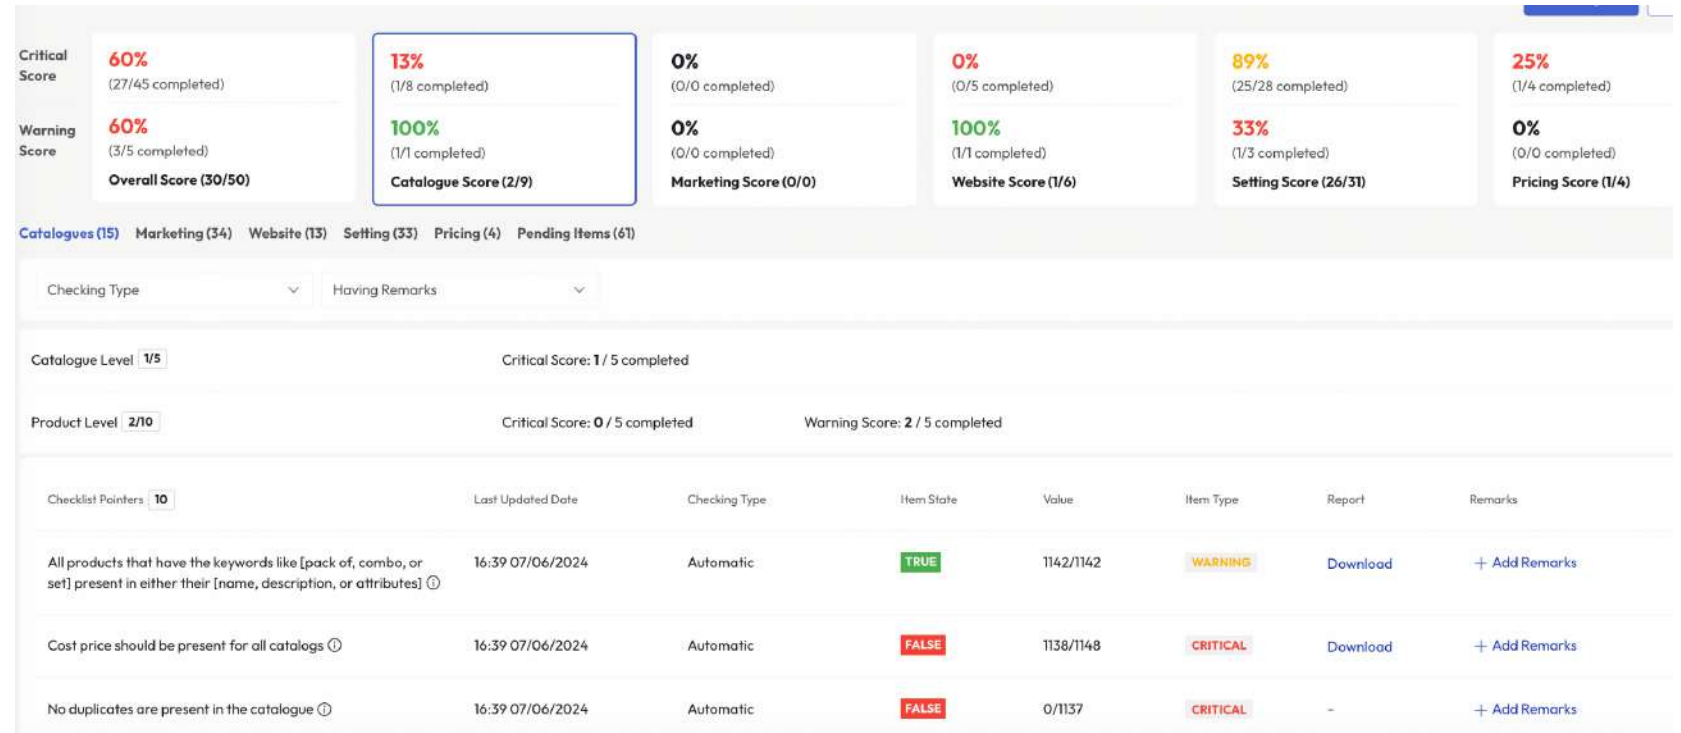 Critical
Score
60%
(27/45 completed)
Warning
Score
60%
(3/5 completed)
Overall Score (30/50)
13%
(1/8 completed)
100%
(1/1 completed)
Catalogue Score (2/9)
0%
(0/0 completed)
0%
(0/0 completed)
Marketing Score (0/0)
0%
(0/5 completed)
100%
(1/1 completed)
Website Score (1/6)
89%
(25/28 completed)
33%
(1/3 completed)
Setting Score (26/31)
25%
(1/4 completed)
0%
(0/0 completed)
Pricing Score (1/4)
Catalogues (15) Marketing (34) Website (13) Setting (33) Pricing (4) Pending Items (61)
Checking Type Having Remarks
Catalogue Level 1/5 Critical Score: 1 / 5 completed
Product Level 2/10 Critical Score: 0 / 5 completed Warning Score: 2 / 5 completed
Checklist Pointers 10 Last Updated Date Checking Type Item State Value Item Type Report Remarks
All products that have the keywords like [pack of, combo, or
set] present in either their [name, description, or attributes]
16:39 07/06/2024 Automatic TRUE 1142/1142 WARNING Download + Add Remarks
Cost price should be present for all catalogs 16:39 07/06/2024 Automatic FALSE 1138/1148 CRITICAL Download + Add Remarks
No duplicates are present in the catalogue 16:39 07/06/2024 Automatic FALSE 0/1137 CRITICAL - + Add Remarks